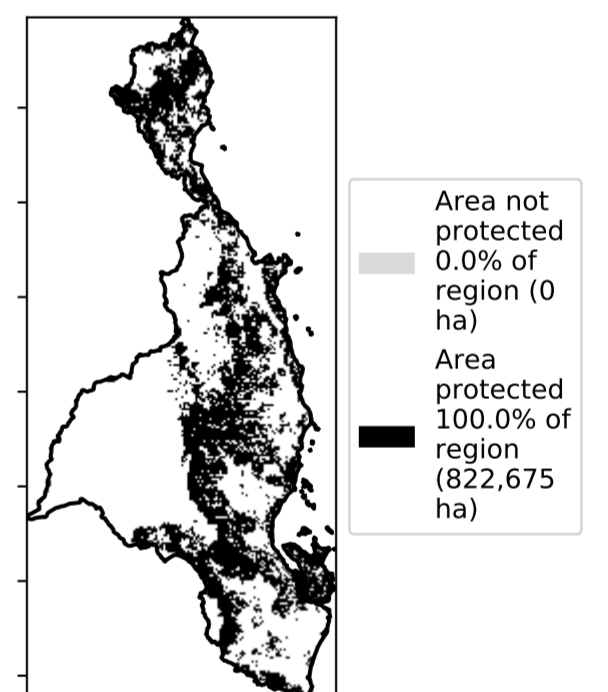 Area not
protected
0.0% of
region (0
ha)
Area
protected
100.0% of
region
(822,675
ha)